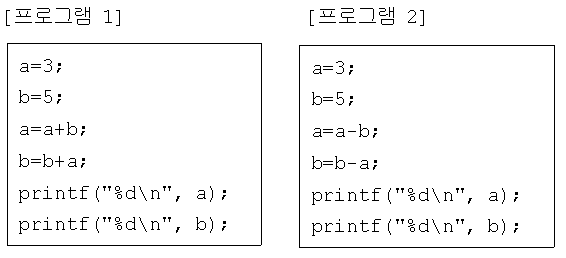 [프로그램 1]
a=3;
b=5;
a=a+b;
b=b+a;
printf("%d\n", a);
printf("%d\n", b);
[프로그램 2]
a=3;
b=5;
a=a-b;
b=b-a;
printf("%d\n", a);
printf("%d\n", b);